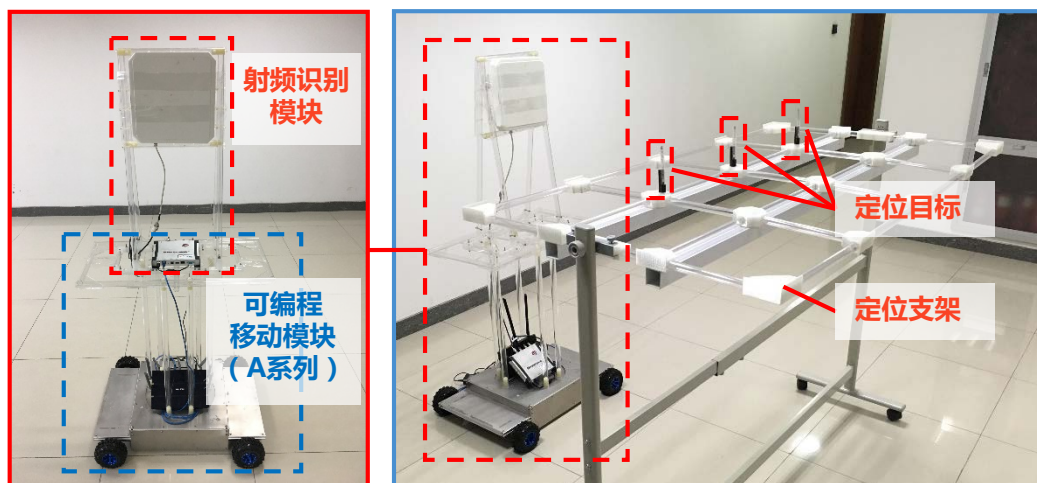 射频识别
模块
可编程
移动模块
（A系列）
定位目标
定位支架